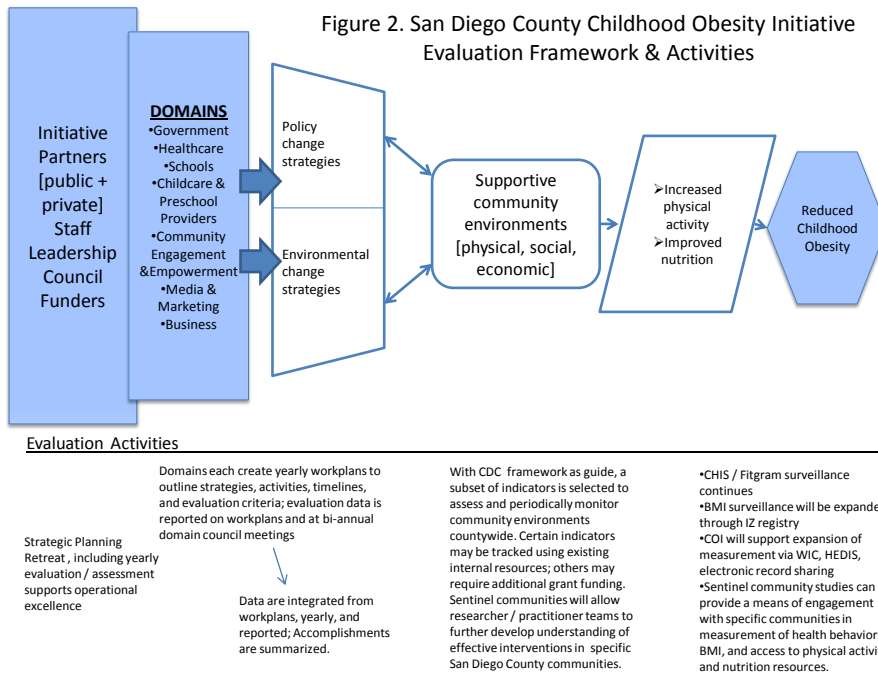 Figure 2. San Diego County Childhood Obesity Initiative
Evaluation Framework & Activities
Initiative
Partners
[public +
private]
Staff
Leadership
Council
Funders
DOMAINS
•Government
•Healthcare
•Schools
•Childcare &
Preschool
Providers
•Community
Engagement
&Empowerment
•Media &
Marketing
•Business
Policy
change
strategies
Environmental
change
strategies
Supportive
community
environments
[physical, social,
economic]
➢Increased
physical
activity
➢Improved
nutrition
Reduced
Childhood
Obesity
Evaluation Activities
Strategic Planning
Retreat , including yearly
evaluation / assessment
supports operational
excellence
Domains each create yearly workplans to
outline strategies, activities, timelines,
and evaluation criteria; evaluation data is
reported on workplans and at bi-annual
domain council meetings
Data are integrated from
workplans, yearly, and
reported; Accomplishments
are summarized.
With CDC framework as guide, a
subset of indicators is selected to
assess and periodically monitor
community environments
countywide. Certain indicators
may be tracked using existing
internal resources; others may
require additional grant funding.
Sentinel communities will allow
researcher / practitioner teams to
further develop understanding of
effective interventions in specific
San Diego County communities.
•CHIS / Fitgram surveillance
continues
•BMI surveillance will be expande
through IZ registry
•COI will support expansion of
measurement via WIC, HEDIS,
electronic record sharing
•Sentinel community studies can
provide a means of engagement
with specific communities in
measurement of health behavior
BMI, and access to physical activi
and nutrition resources.